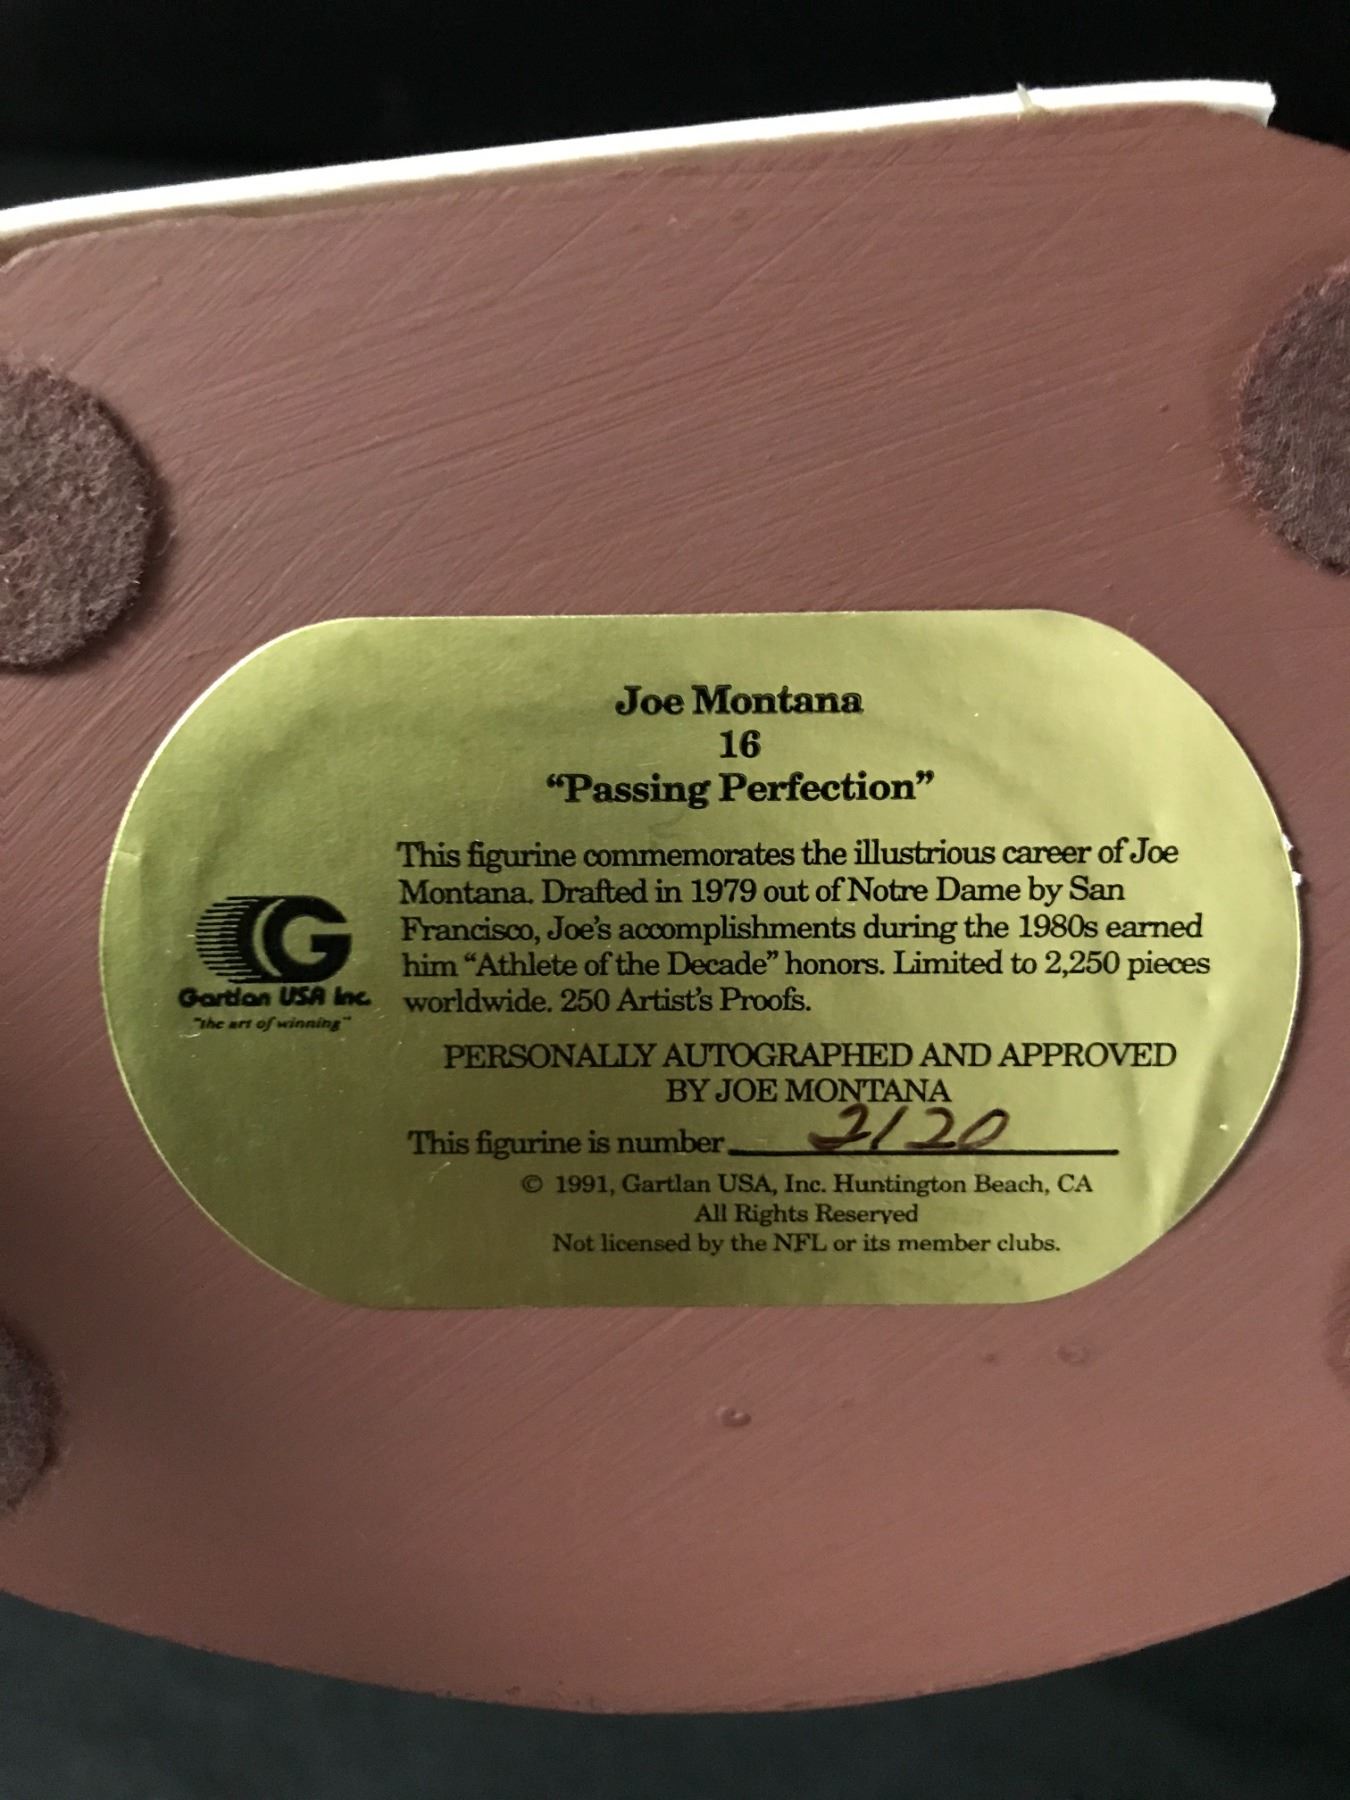 Joe Montana
16
“Passing Perfection”
This figurine commemorates the illustrious career of Joe
Montana. Drafted in 1979 out of Notre Dame by San
Francisco, Joe's accomplishments during the 1980s earned
him “Athlete of the Decade” honors. Limited to 2,250 pieces
worldwide. 250 Artist's Proofs.
G
Gartlan USA Inc.
"the art of winning"
PERSONALLY AUTOGRAPHED AND APPROVED
BY JOE MONTANA
This figurine is number 2120
© 1991, Gartlan USA, Inc. Huntington Beach, CA
All Rights Reserved
Not licensed by the NFL or its member clubs.